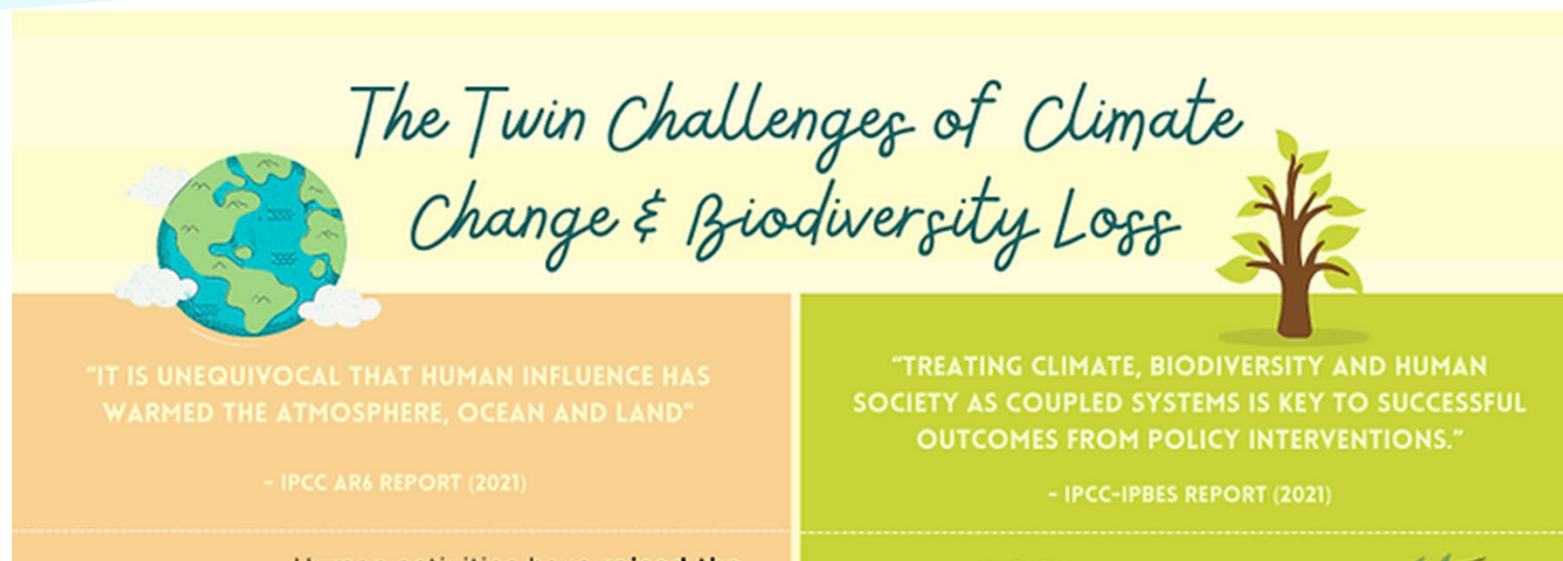 The Twin Challenges of Climate
Change & Biodiversity Loss
"IT IS UNEQUIVOCAL THAT HUMAN INFLUENCE HAS
WARMED THE ATMOSPHERE, OCEAN AND LAND"
- IPCC AR6 REPORT (2021)
"TREATING CLIMATE, BIODIVERSITY AND HUMAN
SOCIETY AS COUPLED SYSTEMS IS KEY TO SUCCESSFUL
OUTCOMES FROM POLICY INTERVENTIONS."
- IPCC-IPBES REPORT (2021)